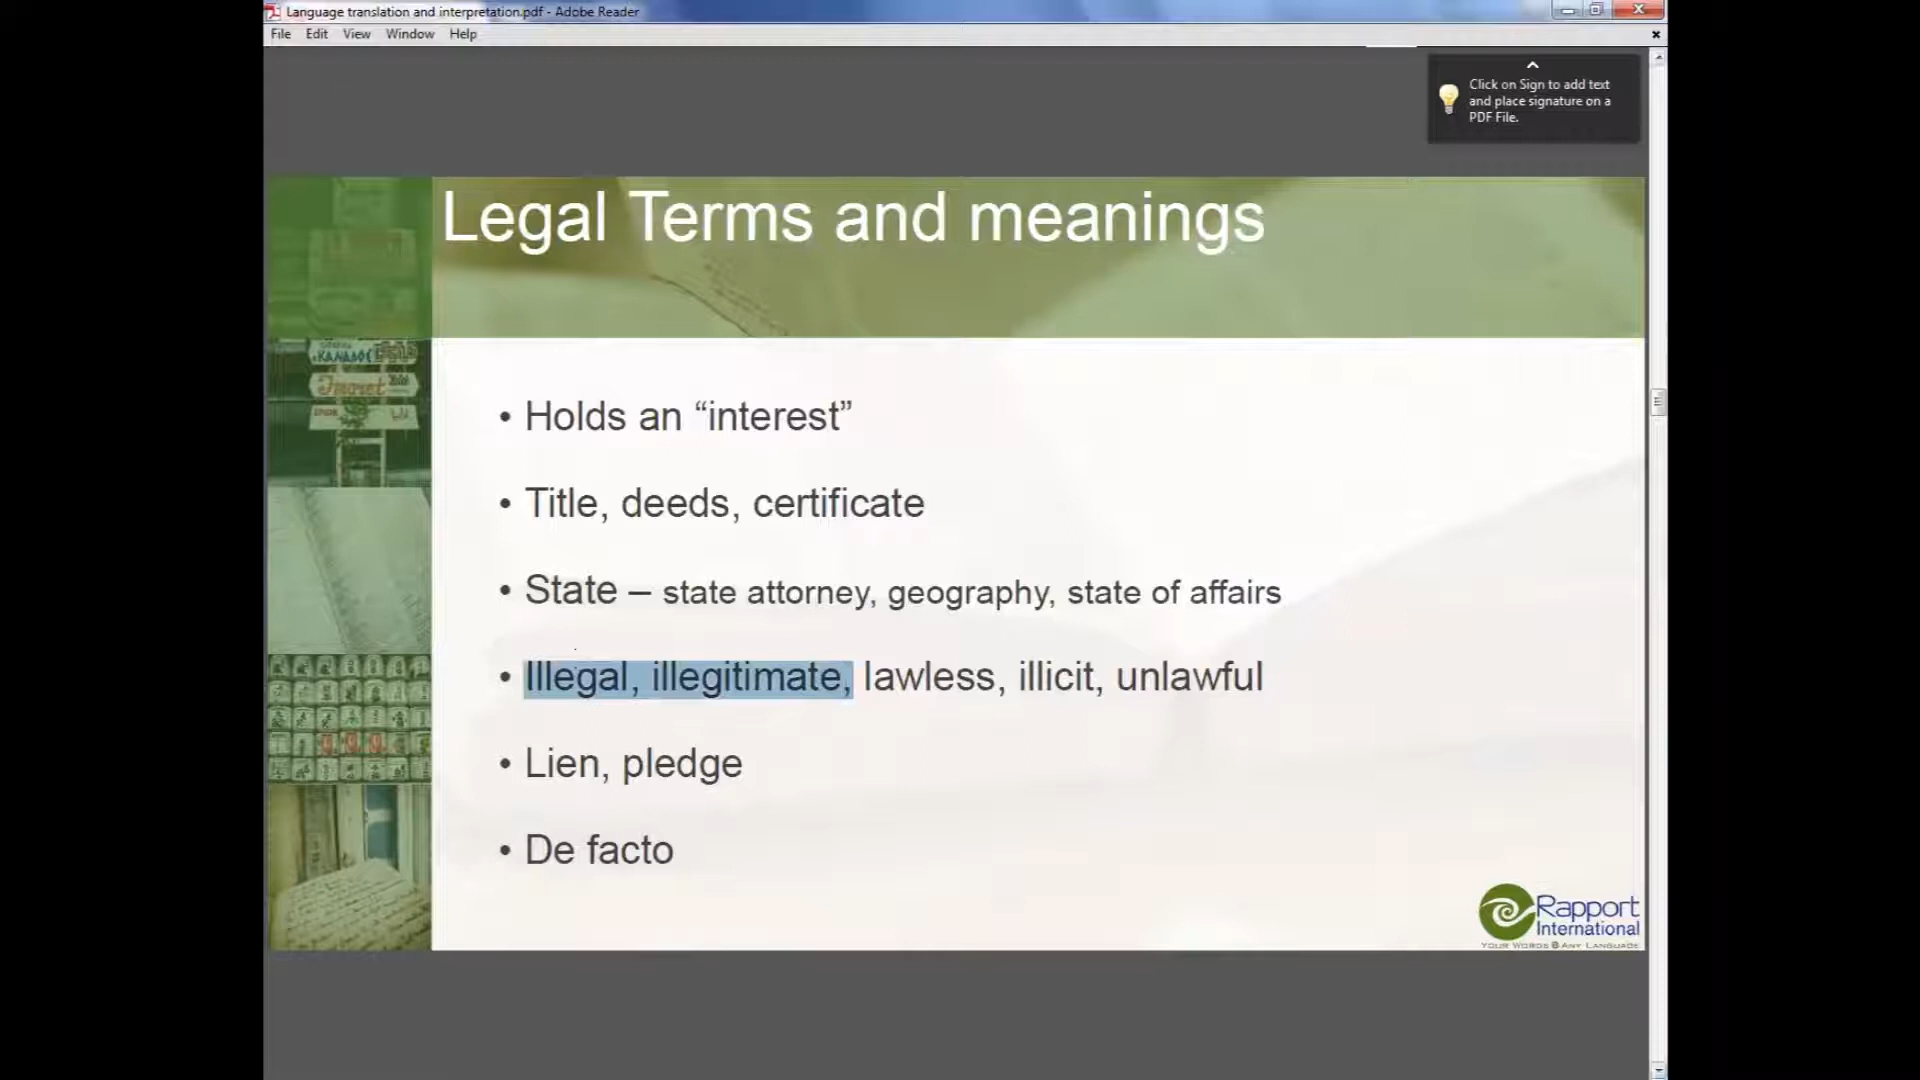 Language translation and interpretation.pdf - Adobe Reader
File Edit View Window Help
Click on Sign to add text
and place signature on a
PDF File.
Legal Terms and meanings
• Holds an “interest”
• Title, deeds, certificate
• State – state attorney, geography, state of affairs
• Illegal, illegitimate, lawless, illicit, unlawful
• Lien, pledge
• De facto
Rapport
International
YOUR WORDS @ ANY LANGUAGE